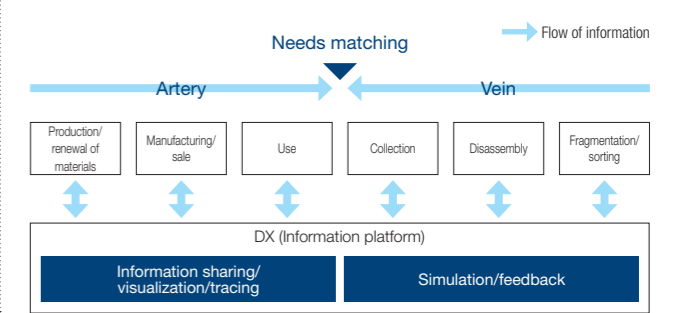 Flow of information
Needs matching
Artery
Vein
Production/
renewal of
materials
Manufacturing/
sale
Use
Collection
Disassembly
Fragmentation/
sorting
DX (Information platform)
Information sharing/
visualization/tracing
Simulation/feedback